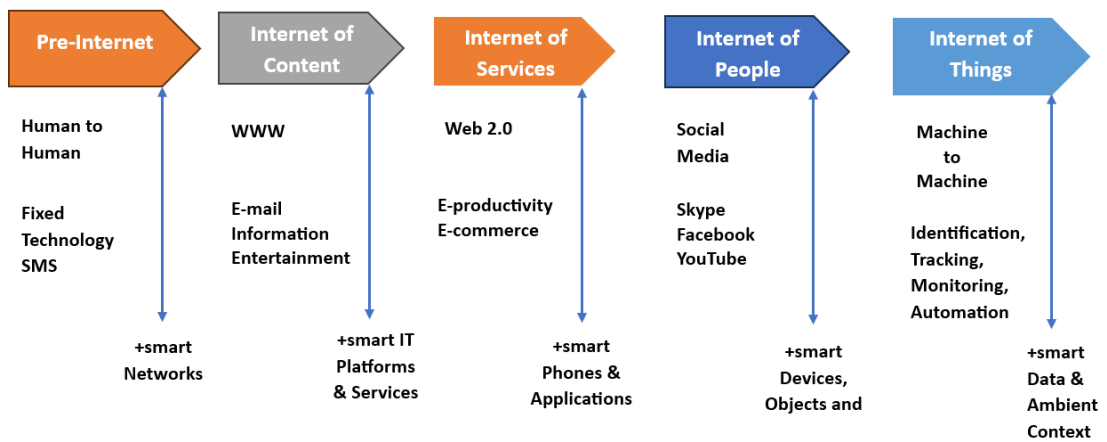 Pre-Internet
Human to
Human
Fixed
Technology
SMS
+smart
Networks
Internet of
Content
WWW
E-mail
Information
Entertainment
+smart IT
Platforms
& Services
Internet of
Services
Web 2.0
E-productivity
E-commerce
+smart
Phones &
Applications
Internet of
People
Social
Media
Skype
Facebook
YouTube
+smart
Devices,
Objects and
Internet of
Things
Machine
to
Machine
Identification,
Tracking,
Monitoring,
Automation
+smart
Data &
Ambient
Context